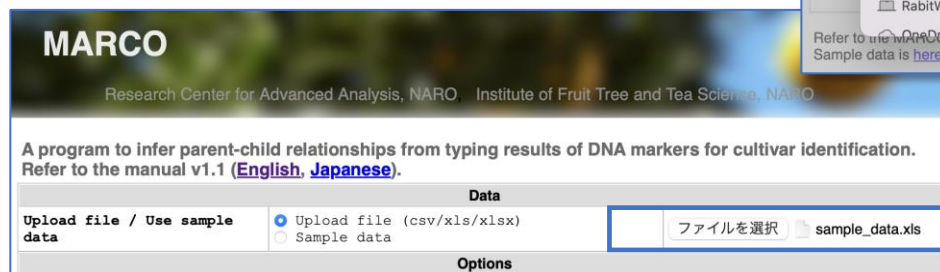 MARCO
Research Center for Advanced Analysis, NARO, Institute of Fruit Tree and Tea Science, NARO
Refer to the MARCO
Sample data is here
A program to infer parent-child relationships from typing results of DNA markers for cultivar identification.
Refer to the manual v1.1 (English, Japanese).
Data
Upload file / Use sample data
Upload file (csv/xls/xlsx)
Sample data
ファイルを選択 sample_data.xls
Options